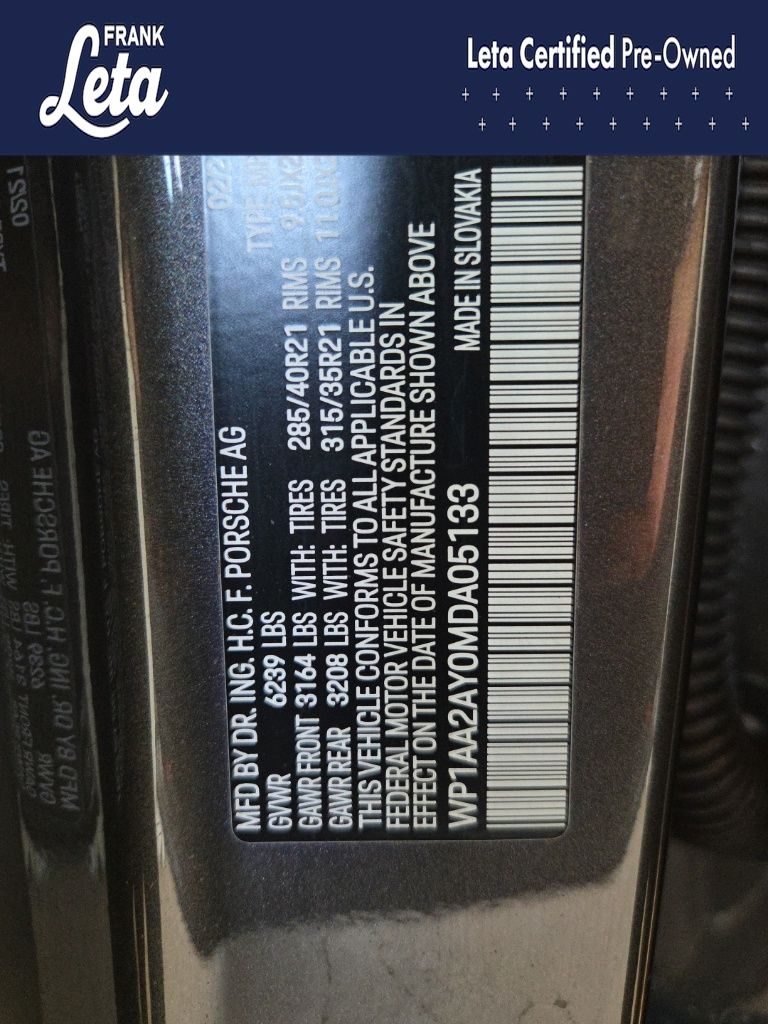 FRANK
Leta
Leta Certified Pre-Owned
MFD BY DR. ING. H.C. F. PORSCHE AG
GVWR 6239 LBS
GAWR FRONT 3164 LBS WITH: TIRES 285/40R21 RIMS
GAWR REAR 3208 LBS WITH: TIRES 315/35R21 RIMS
THIS VEHICLE CONFORMS TO ALL APPLICABLE U.S.
FEDERAL MOTOR VEHICLE SAFETY STANDARDS IN
EFFECT ON THE DATE OF MANUFACTURE SHOWN ABOVE
WP1AA2AY0MDA05133 MADE IN SLOVAKIA